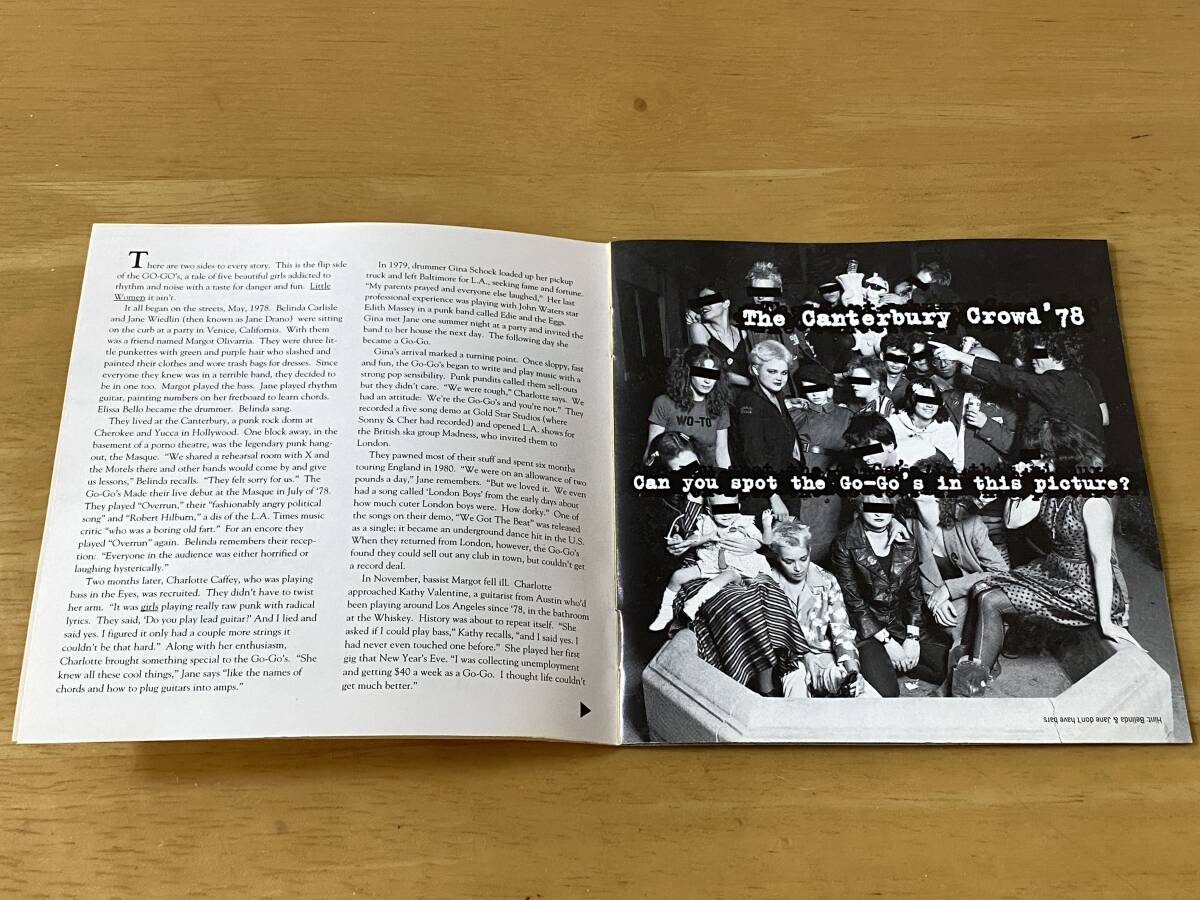 There are two sides to every story. This is the flip side
of the GO-GO's, a tale of five beautiful girls addicted to
rhythm and noise with a taste for danger and fun. Little
Women it ain't.
It all began on the streets, May, 1978. Belinda Carlisle
and Jane Wiedlin (then known as Jane Drano) were sitting
on the curb at a party in Venice, California. With them
was a friend named Margot Olivarria. They were three lit-
tle punkettes with green and purple hair who slashed and
painted their clothes and wore trash bags for dresses. Since
everyone they knew was in a terrible band, they decided to
be in one too. Margot played the bass. Jane played rhythm
guitar, painting numbers on her fretboard to learn chords.
Elissa Bello became the drummer. Belinda sang.
They lived at the Canterbury, a punk rock dorm at
Cherokee and Yucca in Hollywood. One block away, in the
basement of a porno theatre, was the legendary punk hang-
out, the Masque. "We shared a rehearsal room with X and
the Motels there and other bands would come by and give
us lessons," Belinda recalls. "They felt sorry for us." The
Go-Go's Made their live debut at the Masque in July of '78.
They played "Overrun," their "fashionably angry political
song" and "Robert Hilburn," a dis of the L.A. Times music
critic "who was a boring old fart." For an encore they
played "Overrun" again. Belinda remembers their recep-
tion: "Everyone in the audience was either horrified or
laughing hysterically."
Two months later, Charlotte Caffey, who was playing
bass in the Eyes, was recruited. They didn't have to twist
her arm. "It was girls playing really raw punk with radical
lyrics. They said, 'Do you play lead guitar?' And I lied and
said yes. I figured it only had a couple more strings it
couldn't be that hard." Along with her enthusiasm,
Charlotte brought something special to the Go-Go's. "She
knew all these cool things," Jane says "like the names of
chords and how to plug guitars into amps."
In 1979, drummer Gina Schock loaded up her pickup
truck and left Baltimore for L.A., seeking fame and fortune.
"My parents prayed and everyone else laughed," Her last
professional experience was playing with John Waters star
Edith Massey in a punk band called Edie and the Eggs.
Gina met Jane one summer night at a party and invited the
band to her house the next day. The following day she
became a Go-Go.
Gina's arrival marked a turning point. Once sloppy, fast
and fun, the Go-Go's began to write and play music with a
strong pop sensibility. Punk pundits called them sell-outs
but they didn't care. "We were tough," Charlotte says. We
had an attitude: We're the Go-Go's and you're not." They
recorded a five song demo at Gold Star Studios (where
Sonny & Cher had recorded) and opened L.A. shows for
the British ska group Madness, who invited them to
London.
They pawned most of their stuff and spent six months
touring England in 1980. "We were on an allowance of two
pounds a day," Jane remembers. "But we loved it. We even
had a song called 'London Boys' from the early days about
how much cuter London boys were. How dorky." One of
the songs on their demo, "We Got The Beat" was released
as a single; it became an underground dance hit in the U.S.
When they returned from London, however, the Go-Go's
found they could sell out any club in town, but couldn't get
a record deal.
In November, bassist Margot fell ill. Charlotte
approached Kathy Valentine, a guitarist from Austin who'd
been playing around Los Angeles since '78, in the bathroom
at the Whiskey. History was about to repeat itself. "She
asked if I could play bass," Kathy recalls, "and I said yes. I
had never even touched one before." She played her first
gig that New Year's Eve. "I was collecting unemployment
and getting $40 a week as a Go-Go. I thought life couldn't
get much better."
The Canterbury Crowd '78
WO-TO
Can you spot the Go-Go's in this picture?
Hint: Belinda & Jane don't have bars